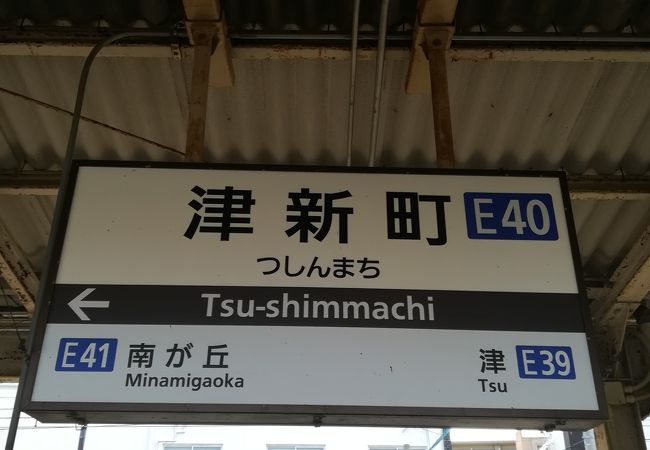 津新町 E40
つしんまち
← Tsu-shimmachi
E41 南が丘 津 E39
Minamigaoka Tsu